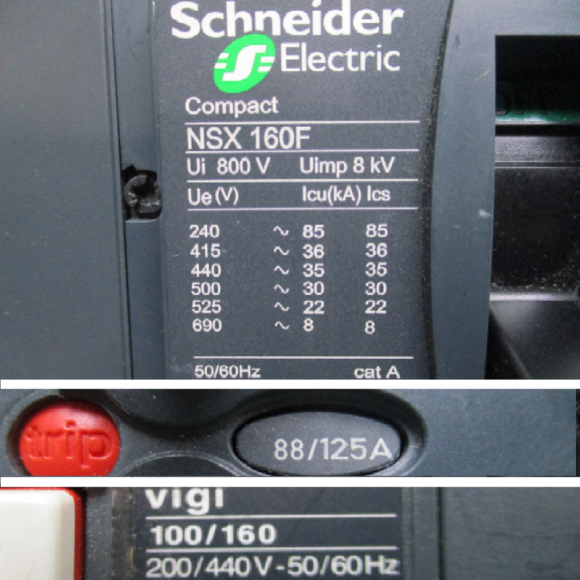 Schneider
Electric
Compact
NSX 160F
Ui 800 V Uimp 8 kV
Ue (V) Icu(kA) Ics
240 ~ 85 85
415 ~ 36 36
440 ~ 35 35
500 ~ 30 30
525 ~ 22 22
690 ~ 8 8
50/60Hz cat A
trip 88/125A
vigi
100/160
200/440V-50/60Hz